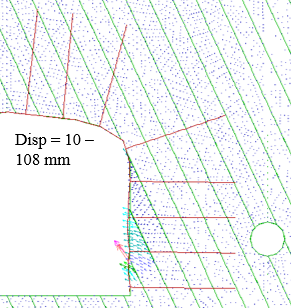 Disp = 10 –
108 mm